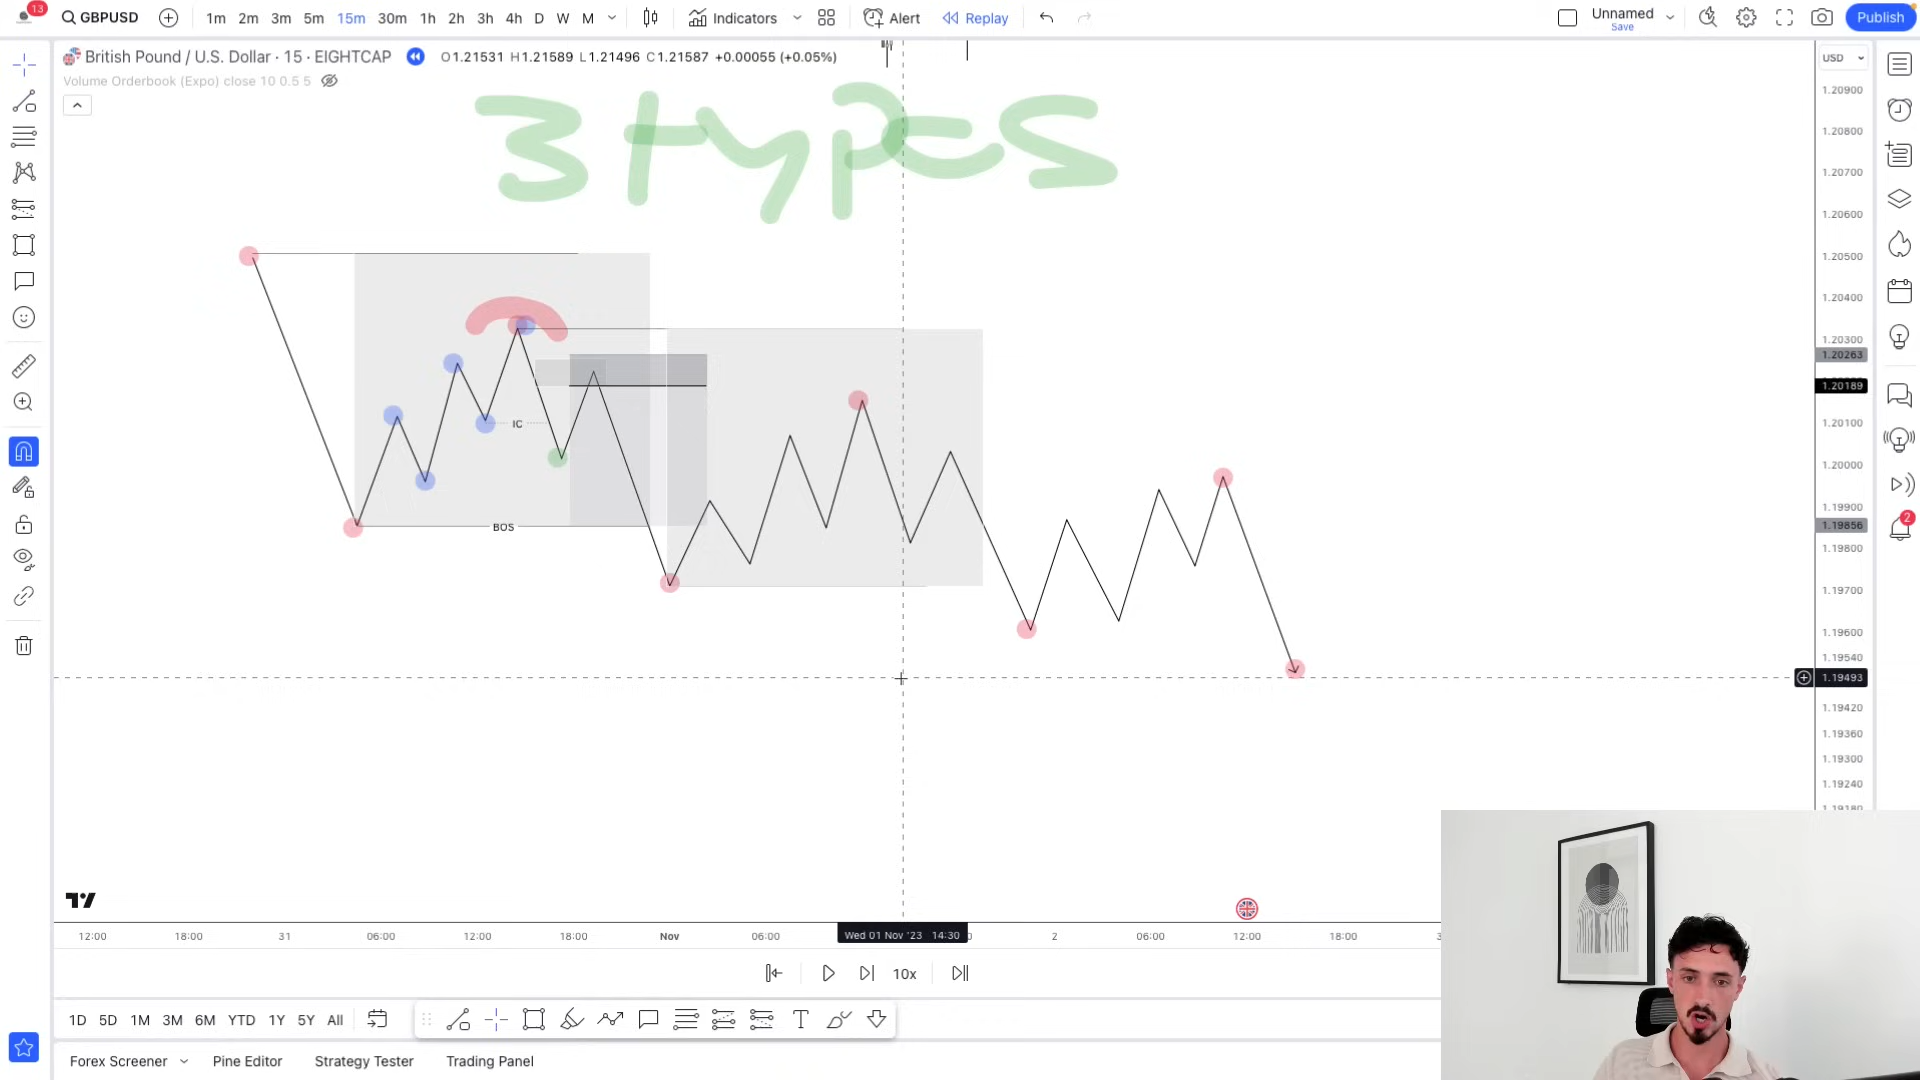 13
GBPUSD 1m 2m 3m 5m 15m 30m 1h 2h 3h 4h D W M Indicators Alert Replay Unnamed Publish
Save
British Pound / U.S. Dollar · 15 · EIGHTCAP O1.21531 H1.21589 L1.21496 C1.21587 +0.00055 (+0.05%) USD
Volume Orderbook (Expo) close 10 0.5 5
3 types
1.20900
1.20800
1.20700
1.20600
1.20500
1.20400
1.20300
1.20263
1.20189
IC
1.20100
1.20000
1.19900
2
BOS
1.19856
1.19800
1.19700
1.19600
1.19540
1.19493
1.19420
1.19360
1.19300
1.19240
1.19180
12:00 18:00 31 06:00 12:00 18:00 Nov 06:00 Wed 01 Nov '23 14:30 2 06:00 12:00 18:00
10x
1D 5D 1M 3M 6M YTD 1Y 5Y All
Forex Screener Pine Editor Strategy Tester Trading Panel